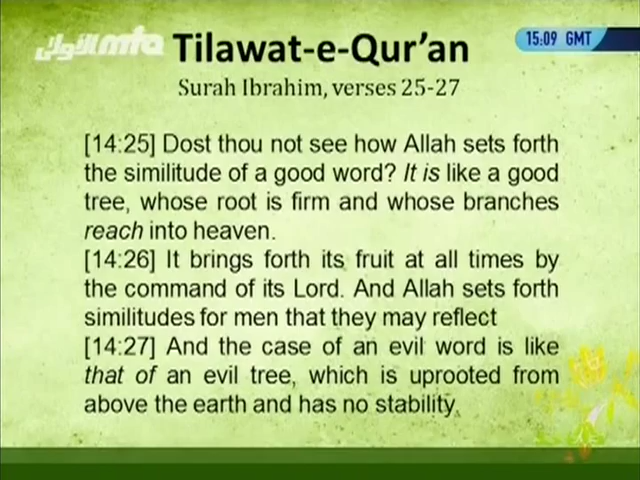 الأولى mta
15:09 GMT
Tilawat-e-Qur’an
Surah Ibrahim, verses 25-27
[14:25] Dost thou not see how Allah sets forth
the similitude of a good word? It is like a good
tree, whose root is firm and whose branches
reach into heaven.
[14:26] It brings forth its fruit at all times by
the command of its Lord. And Allah sets forth
similitudes for men that they may reflect
[14:27] And the case of an evil word is like
that of an evil tree, which is uprooted from
above the earth and has no stability.